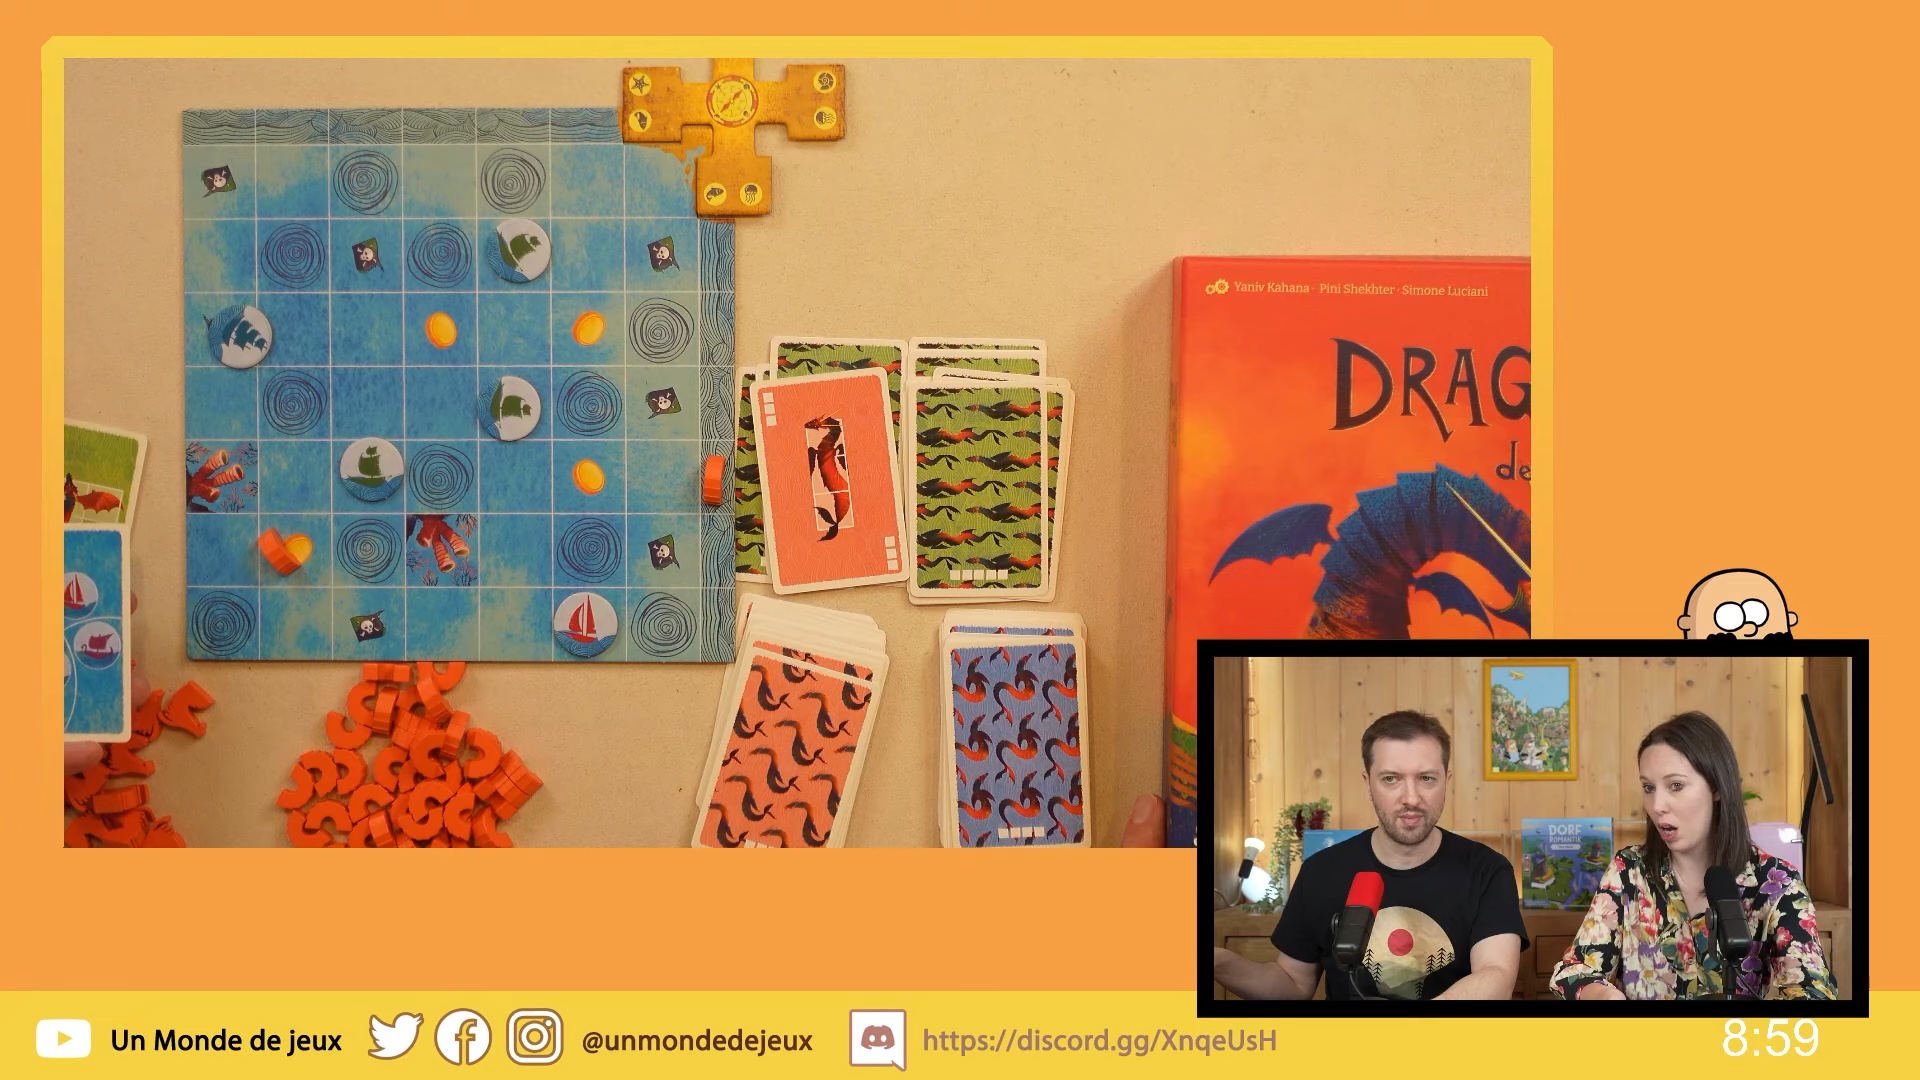 Yaniv Kahana · Pini Shekhter · Simone Luciani
DRAG
de
DORF
ROMANTIK
Un Monde de jeux
@unmondedejeux
https://discord.gg/XnqeUsH
8:59